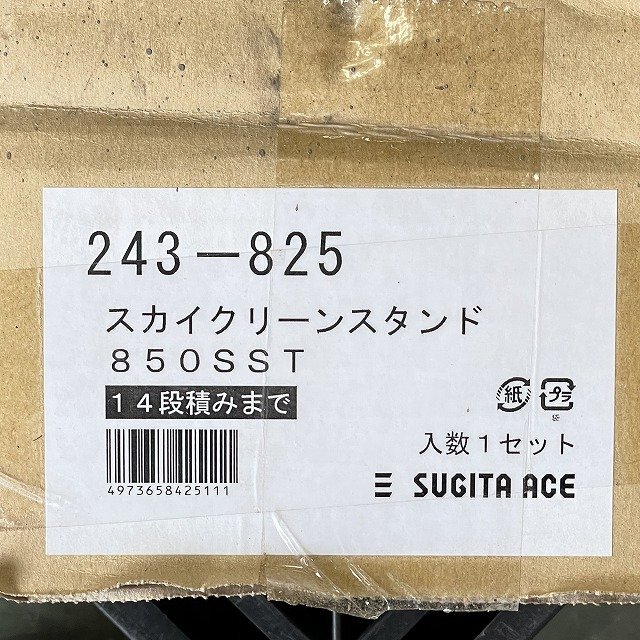 243－825
スカイクリーンスタンド
８５０ＳＳＴ
１４段積みまで
紙 プラ
袋
入数１セット
4973658425111
SUGITA ACE